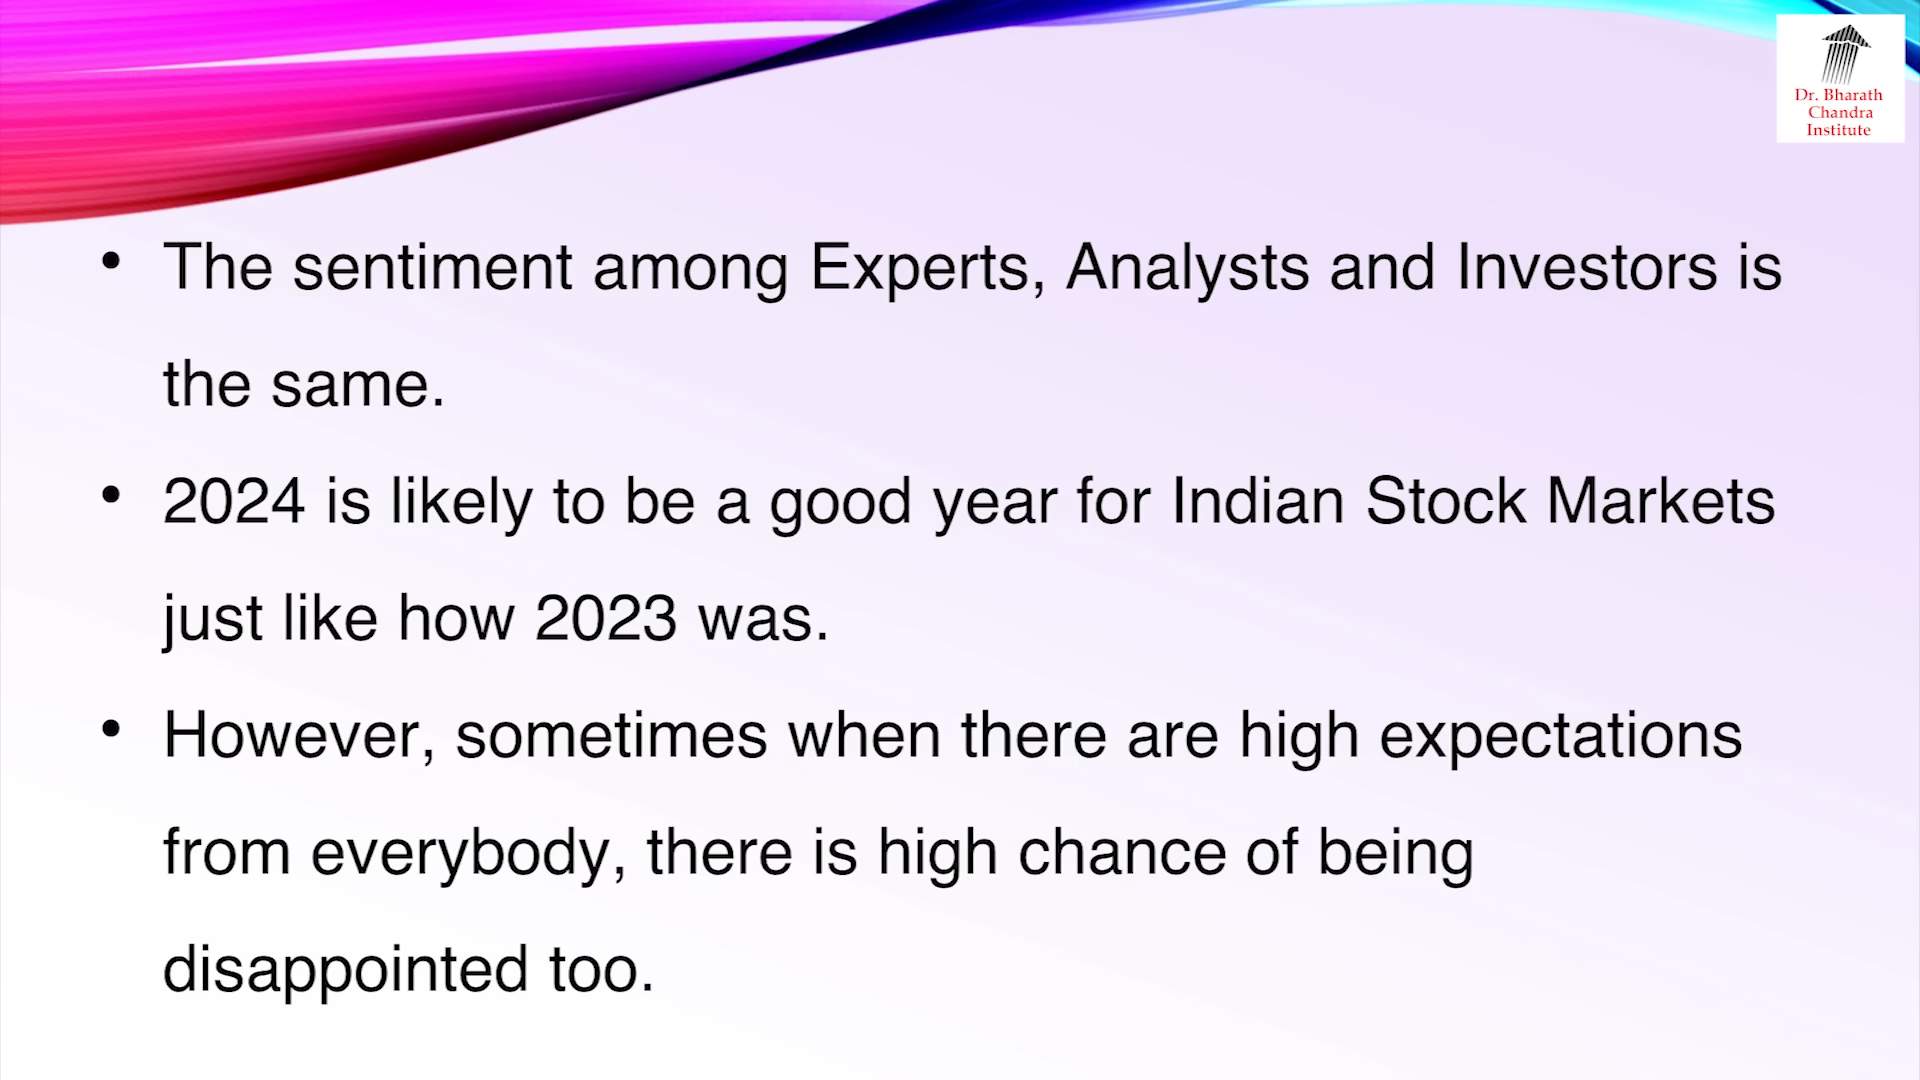 Dr. Bharath
Chandra
Institute
• The sentiment among Experts, Analysts and Investors is
the same.
• 2024 is likely to be a good year for Indian Stock Markets
just like how 2023 was.
• However, sometimes when there are high expectations
from everybody, there is high chance of being
disappointed too.